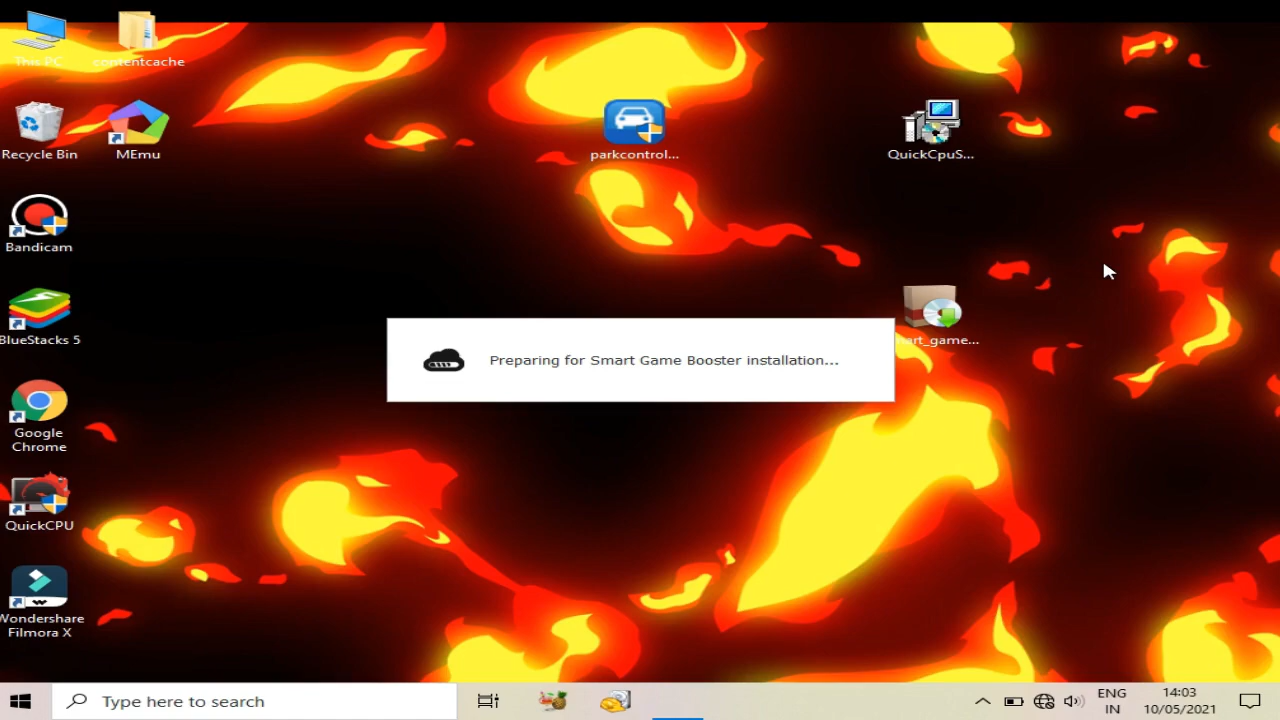 This PC
contentcache
Recycle Bin
MEmu
parkcontrol...
QuickCpuS...
Bandicam
BlueStacks 5
mart_game...
Preparing for Smart Game Booster installation...
Google
Chrome
QuickCPU
Wondershare
Filmora X
Type here to search
ENG
IN
14:03
10/05/2021